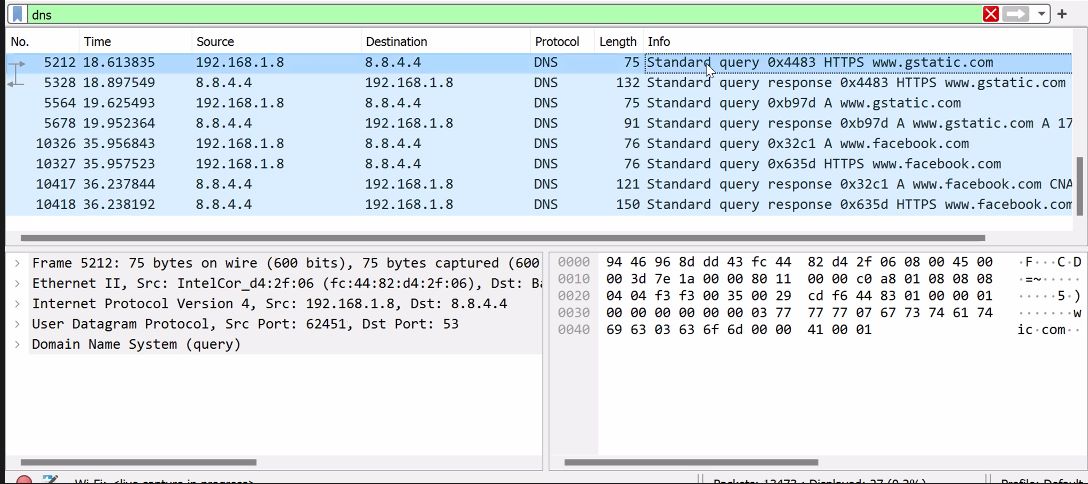 dns
No. Time Source Destination Protocol Length Info
5212 18.613835 192.168.1.8 8.8.4.4 DNS 75 Standard query 0x4483 HTTPS www.gstatic.com
5328 18.897549 8.8.4.4 192.168.1.8 DNS 132 Standard query response 0x4483 HTTPS www.gstatic.com
5564 19.625493 192.168.1.8 8.8.4.4 DNS 75 Standard query 0xb97d A www.gstatic.com
5678 19.952364 8.8.4.4 192.168.1.8 DNS 91 Standard query response 0xb97d A www.gstatic.com A 17
10326 35.956843 192.168.1.8 8.8.4.4 DNS 76 Standard query 0x32c1 A www.facebook.com
10327 35.957523 192.168.1.8 8.8.4.4 DNS 76 Standard query 0x635d HTTPS www.facebook.com
10417 36.237844 8.8.4.4 192.168.1.8 DNS 121 Standard query response 0x32c1 A www.facebook.com CNA
10418 36.238192 8.8.4.4 192.168.1.8 DNS 150 Standard query response 0x635d HTTPS www.facebook.com
Frame 5212: 75 bytes on wire (600 bits), 75 bytes captured (600
Ethernet II, Src: IntelCor_d4:2f:06 (fc:44:82:d4:2f:06), Dst: Ba
Internet Protocol Version 4, Src: 192.168.1.8, Dst: 8.8.4.4
User Datagram Protocol, Src Port: 62451, Dst Port: 53
Domain Name System (query)
0000 94 46 96 8d dd 43 fc 44 82 d4 2f 06 08 00 45 00 ·F···C·D
0010 00 3d 7e 1a 00 00 80 11 00 00 c0 a8 01 08 08 08 ·=~·····
0020 04 04 f3 f3 00 35 00 29 cd f6 44 83 01 00 00 01 ·····5·)
0030 00 00 00 00 00 00 03 77 77 77 07 67 73 74 61 74 ·······w
0040 69 63 03 63 6f 6d 00 00 41 00 01 ic·com··
Wi-Fi: <live capture in progress>
Packets: 13473 · Displayed: 27 (0.2%)
Profile: Default